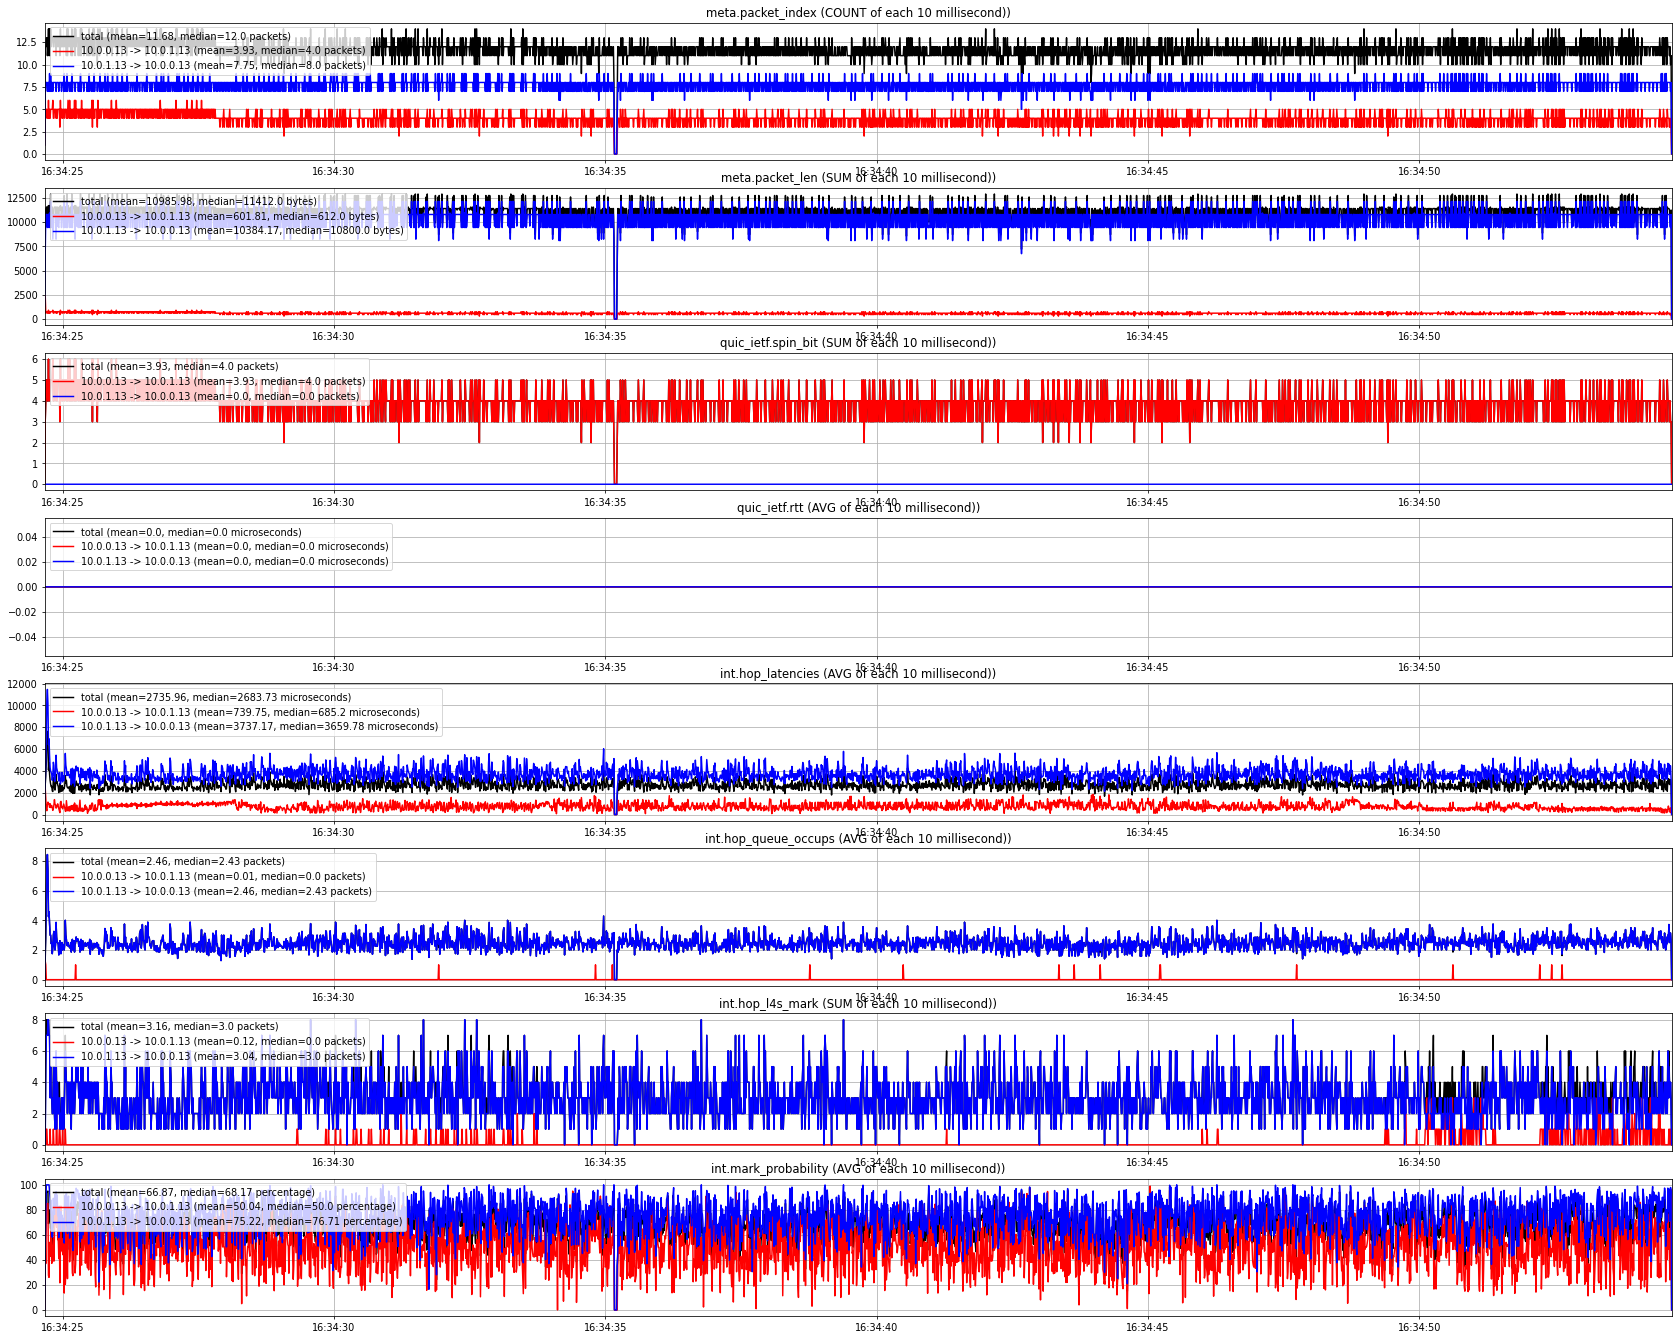 meta.packet_index (COUNT of each 10 millisecond))
total (mean=11.68, median=12.0 packets)
10.0.0.13 -> 10.0.1.13 (mean=3.93, median=4.0 packets)
10.0.1.13 -> 10.0.0.13 (mean=7.75, median=8.0 packets)
12.5
10.0
7.5
5.0
2.5
0.0
16:34:25 16:34:30 16:34:35 16:34:40 16:34:45 16:34:50
meta.packet_len (SUM of each 10 millisecond))
total (mean=10985.98, median=11412.0 bytes)
10.0.0.13 -> 10.0.1.13 (mean=601.81, median=612.0 bytes)
10.0.1.13 -> 10.0.0.13 (mean=10384.17, median=10800.0 bytes)
12500
10000
7500
5000
2500
0
16:34:25 16:34:30 16:34:35 16:34:40 16:34:45 16:34:50
quic_ietf.spin_bit (SUM of each 10 millisecond))
total (mean=3.93, median=4.0 packets)
10.0.0.13 -> 10.0.1.13 (mean=3.93, median=4.0 packets)
10.0.1.13 -> 10.0.0.13 (mean=0.0, median=0.0 packets)
6
5
4
3
2
1
0
16:34:25 16:34:30 16:34:35 16:34:40 16:34:45 16:34:50
quic_ietf.rtt (AVG of each 10 millisecond))
total (mean=0.0, median=0.0 microseconds)
10.0.0.13 -> 10.0.1.13 (mean=0.0, median=0.0 microseconds)
10.0.1.13 -> 10.0.0.13 (mean=0.0, median=0.0 microseconds)
0.04
0.02
0.00
−0.02
−0.04
16:34:25 16:34:30 16:34:35 16:34:40 16:34:45 16:34:50
int.hop_latencies (AVG of each 10 millisecond))
total (mean=2735.96, median=2683.73 microseconds)
10.0.0.13 -> 10.0.1.13 (mean=739.75, median=685.2 microseconds)
10.0.1.13 -> 10.0.0.13 (mean=3737.17, median=3659.78 microseconds)
12000
10000
8000
6000
4000
2000
0
16:34:25 16:34:30 16:34:35 16:34:40 16:34:45 16:34:50
int.hop_queue_occups (AVG of each 10 millisecond))
total (mean=2.46, median=2.43 packets)
10.0.0.13 -> 10.0.1.13 (mean=0.01, median=0.0 packets)
10.0.1.13 -> 10.0.0.13 (mean=2.46, median=2.43 packets)
8
6
4
2
0
16:34:25 16:34:30 16:34:35 16:34:40 16:34:45 16:34:50
int.hop_l4s_mark (SUM of each 10 millisecond))
total (mean=3.16, median=3.0 packets)
10.0.0.13 -> 10.0.1.13 (mean=0.12, median=0.0 packets)
10.0.1.13 -> 10.0.0.13 (mean=3.04, median=3.0 packets)
8
6
4
2
0
16:34:25 16:34:30 16:34:35 16:34:40 16:34:45 16:34:50
int.mark_probability (AVG of each 10 millisecond))
total (mean=66.87, median=68.17 percentage)
10.0.0.13 -> 10.0.1.13 (mean=50.04, median=50.0 percentage)
10.0.1.13 -> 10.0.0.13 (mean=75.22, median=76.71 percentage)
100
80
60
40
20
0
16:34:25 16:34:30 16:34:35 16:34:40 16:34:45 16:34:50